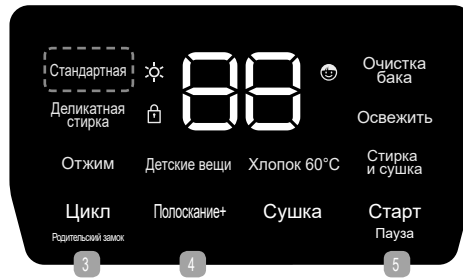 Стандартная
88
Очистка
бака
Деликатная
стирка
Освежить
Отжим
Детские вещи
Хлопок 60°C
Стирка
и сушка
Цикл
Полоскание+
Сушка
Старт
Родительский замок
Пауза
3
4
5